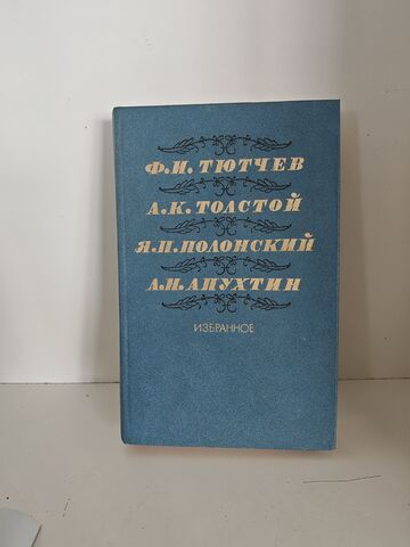 Ф.И. ТЮТЧЕВ
А.К. ТОЛСТОЙ
Я.П. ПОЛОНСКИЙ
А.Н. АПУХТИН
ИЗБРАННОЕ